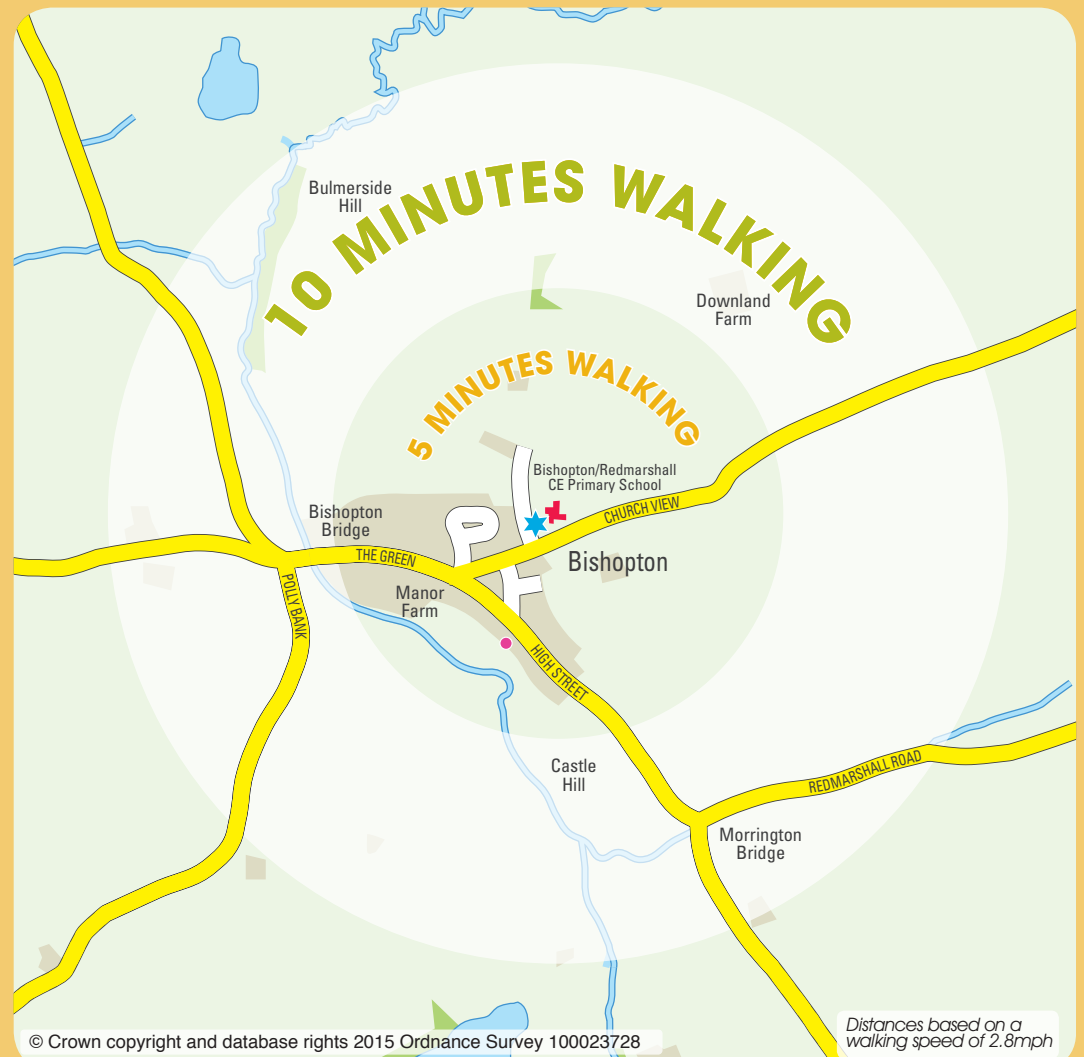 Bulmerside
Hill
10 MINUTES WALKING
Downland
Farm
5 MINUTES WALKING
Bishopton/Redmarshall
CE Primary School
CHURCH VIEW
Bishopton
Bridge
THE GREEN
Bishopton
POLLY BANK
Manor
Farm
HIGH STREET
Castle
Hill
REDMARSHALL ROAD
Morrington
Bridge
© Crown copyright and database rights 2015 Ordnance Survey 100023728
Distances based on a
walking speed of 2.8mph